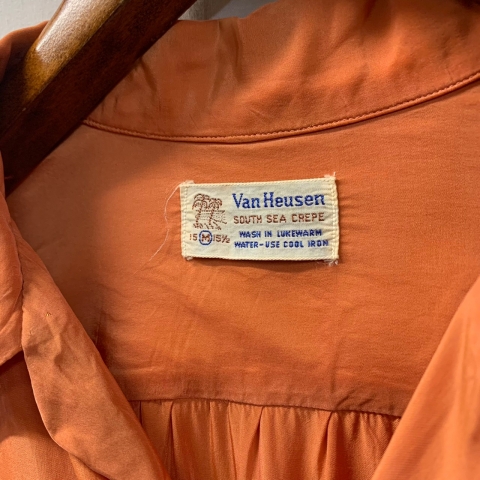 Van Heusen
SOUTH SEA CREPE
15 M 15½
WASH IN LUKEWARM
WATER-USE COOL IRON